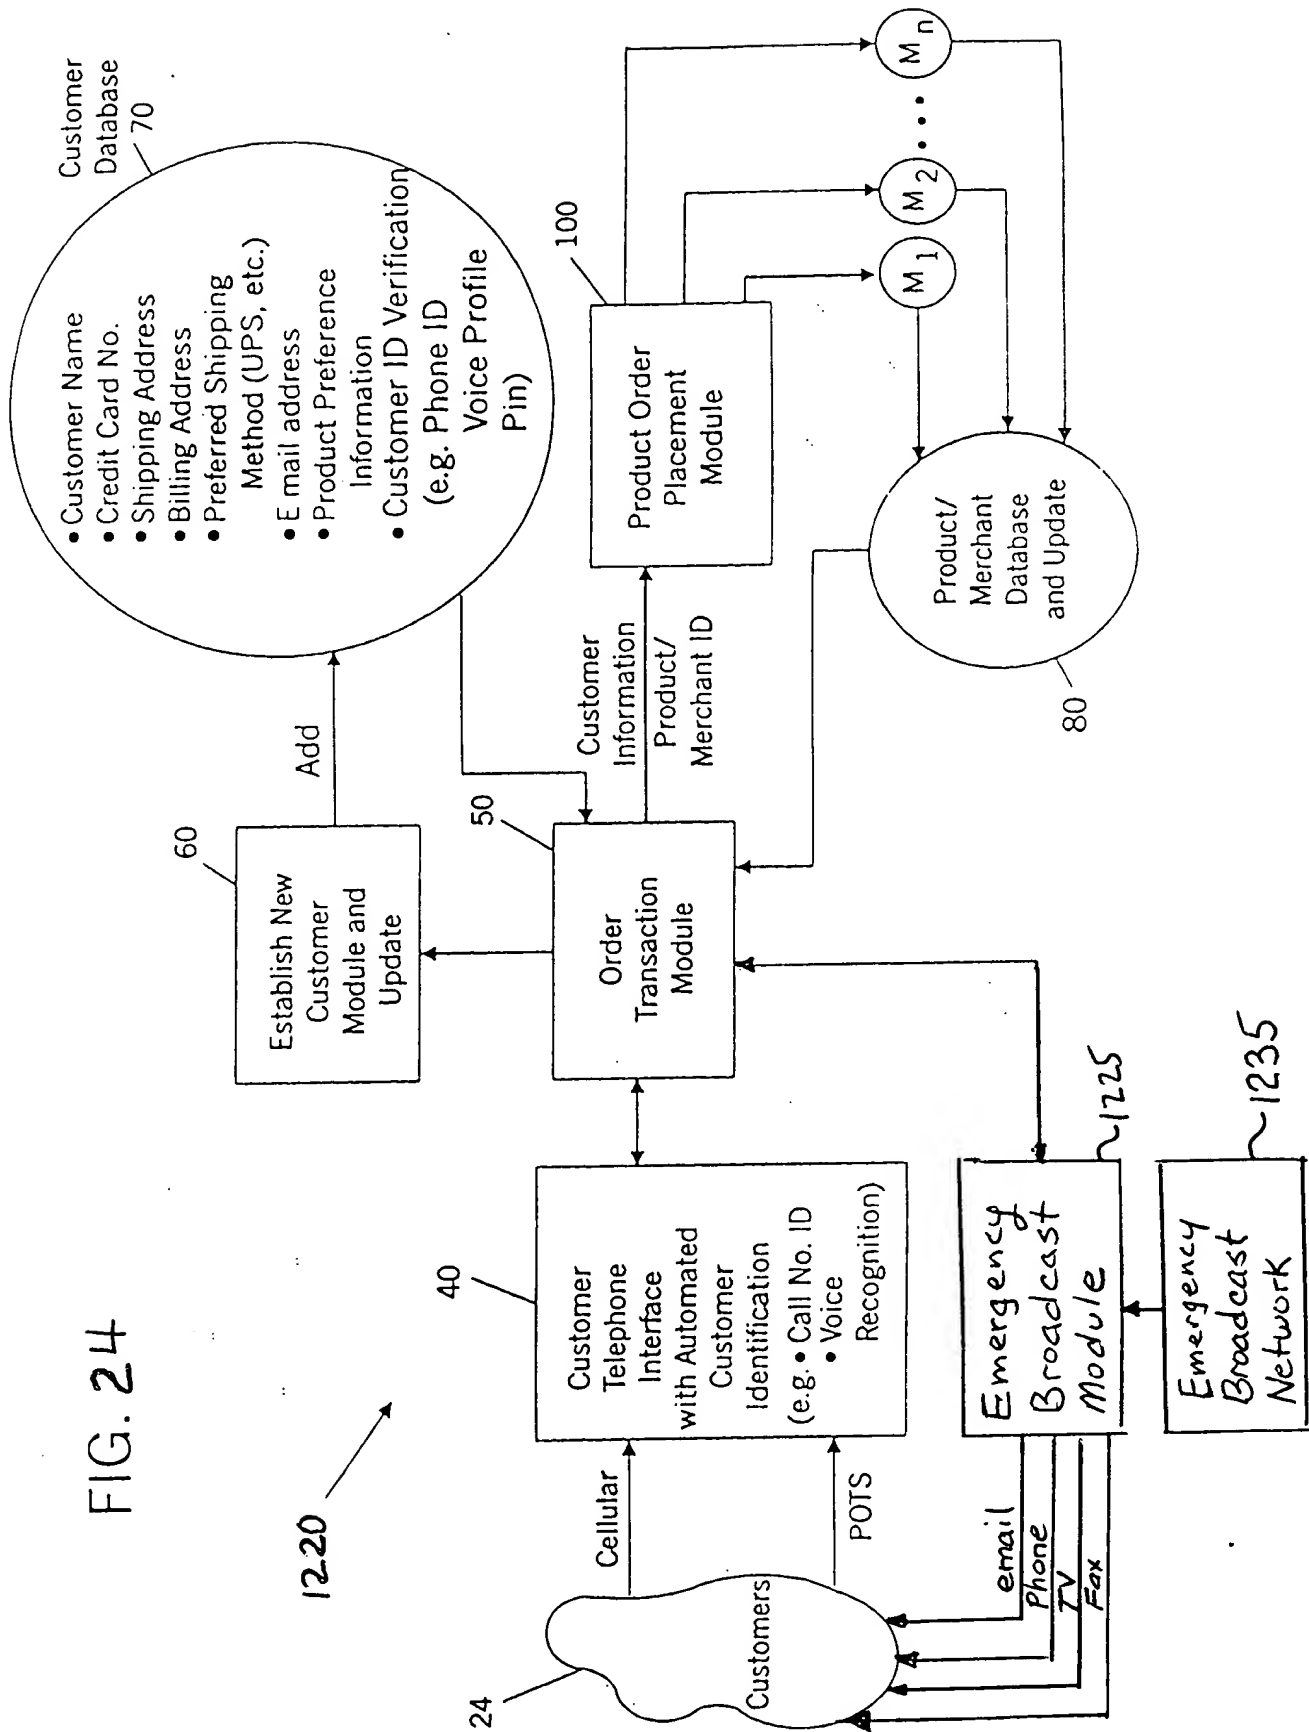 FIG. 24
1220
24
Customers
Cellular
POTS
email
Phone
TV
Fax
40
Customer
Telephone
Interface
with Automated
Customer
Identification
(e.g. • Call No. ID
• Voice
Recognition)
Emergency
Broadcast
Module
1225
Emergency
Broadcast
Network
1235
60
Establish New
Customer
Module and
Update
50
Order
Transaction
Module
Add
Customer
Information
Product/
Merchant ID
Customer
Database
70
• Customer Name
• Credit Card No.
• Shipping Address
• Billing Address
• Preferred Shipping
Method (UPS, etc.)
• E mail address
• Product Preference
Information
• Customer ID Verification
(e.g. Phone ID
Voice Profile
Pin)
100
Product Order
Placement
Module
80
Product/
Merchant
Database
and Update
M1
M2
• • • •
Mn